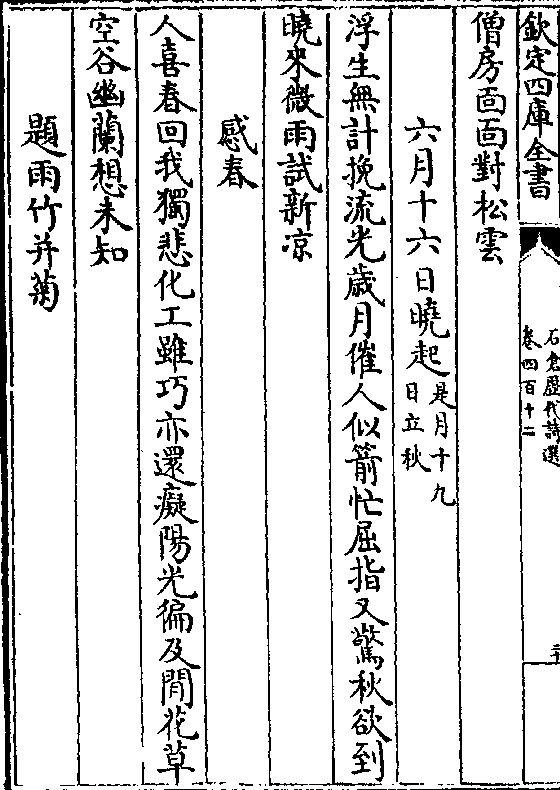 欽定四庫全書
石倉歷代詩選
卷四百十二
僧房面面對松雲
六月十六日曉起是月十九
日立秋
浮生無計挽流光歳月催人似箭忙屈指又驚秋欲到
曉來微雨試新凉
感春
人喜春回我獨悲化工雖巧亦還癡陽光徧及閒花草
空谷幽蘭想未知
題雨竹并菊